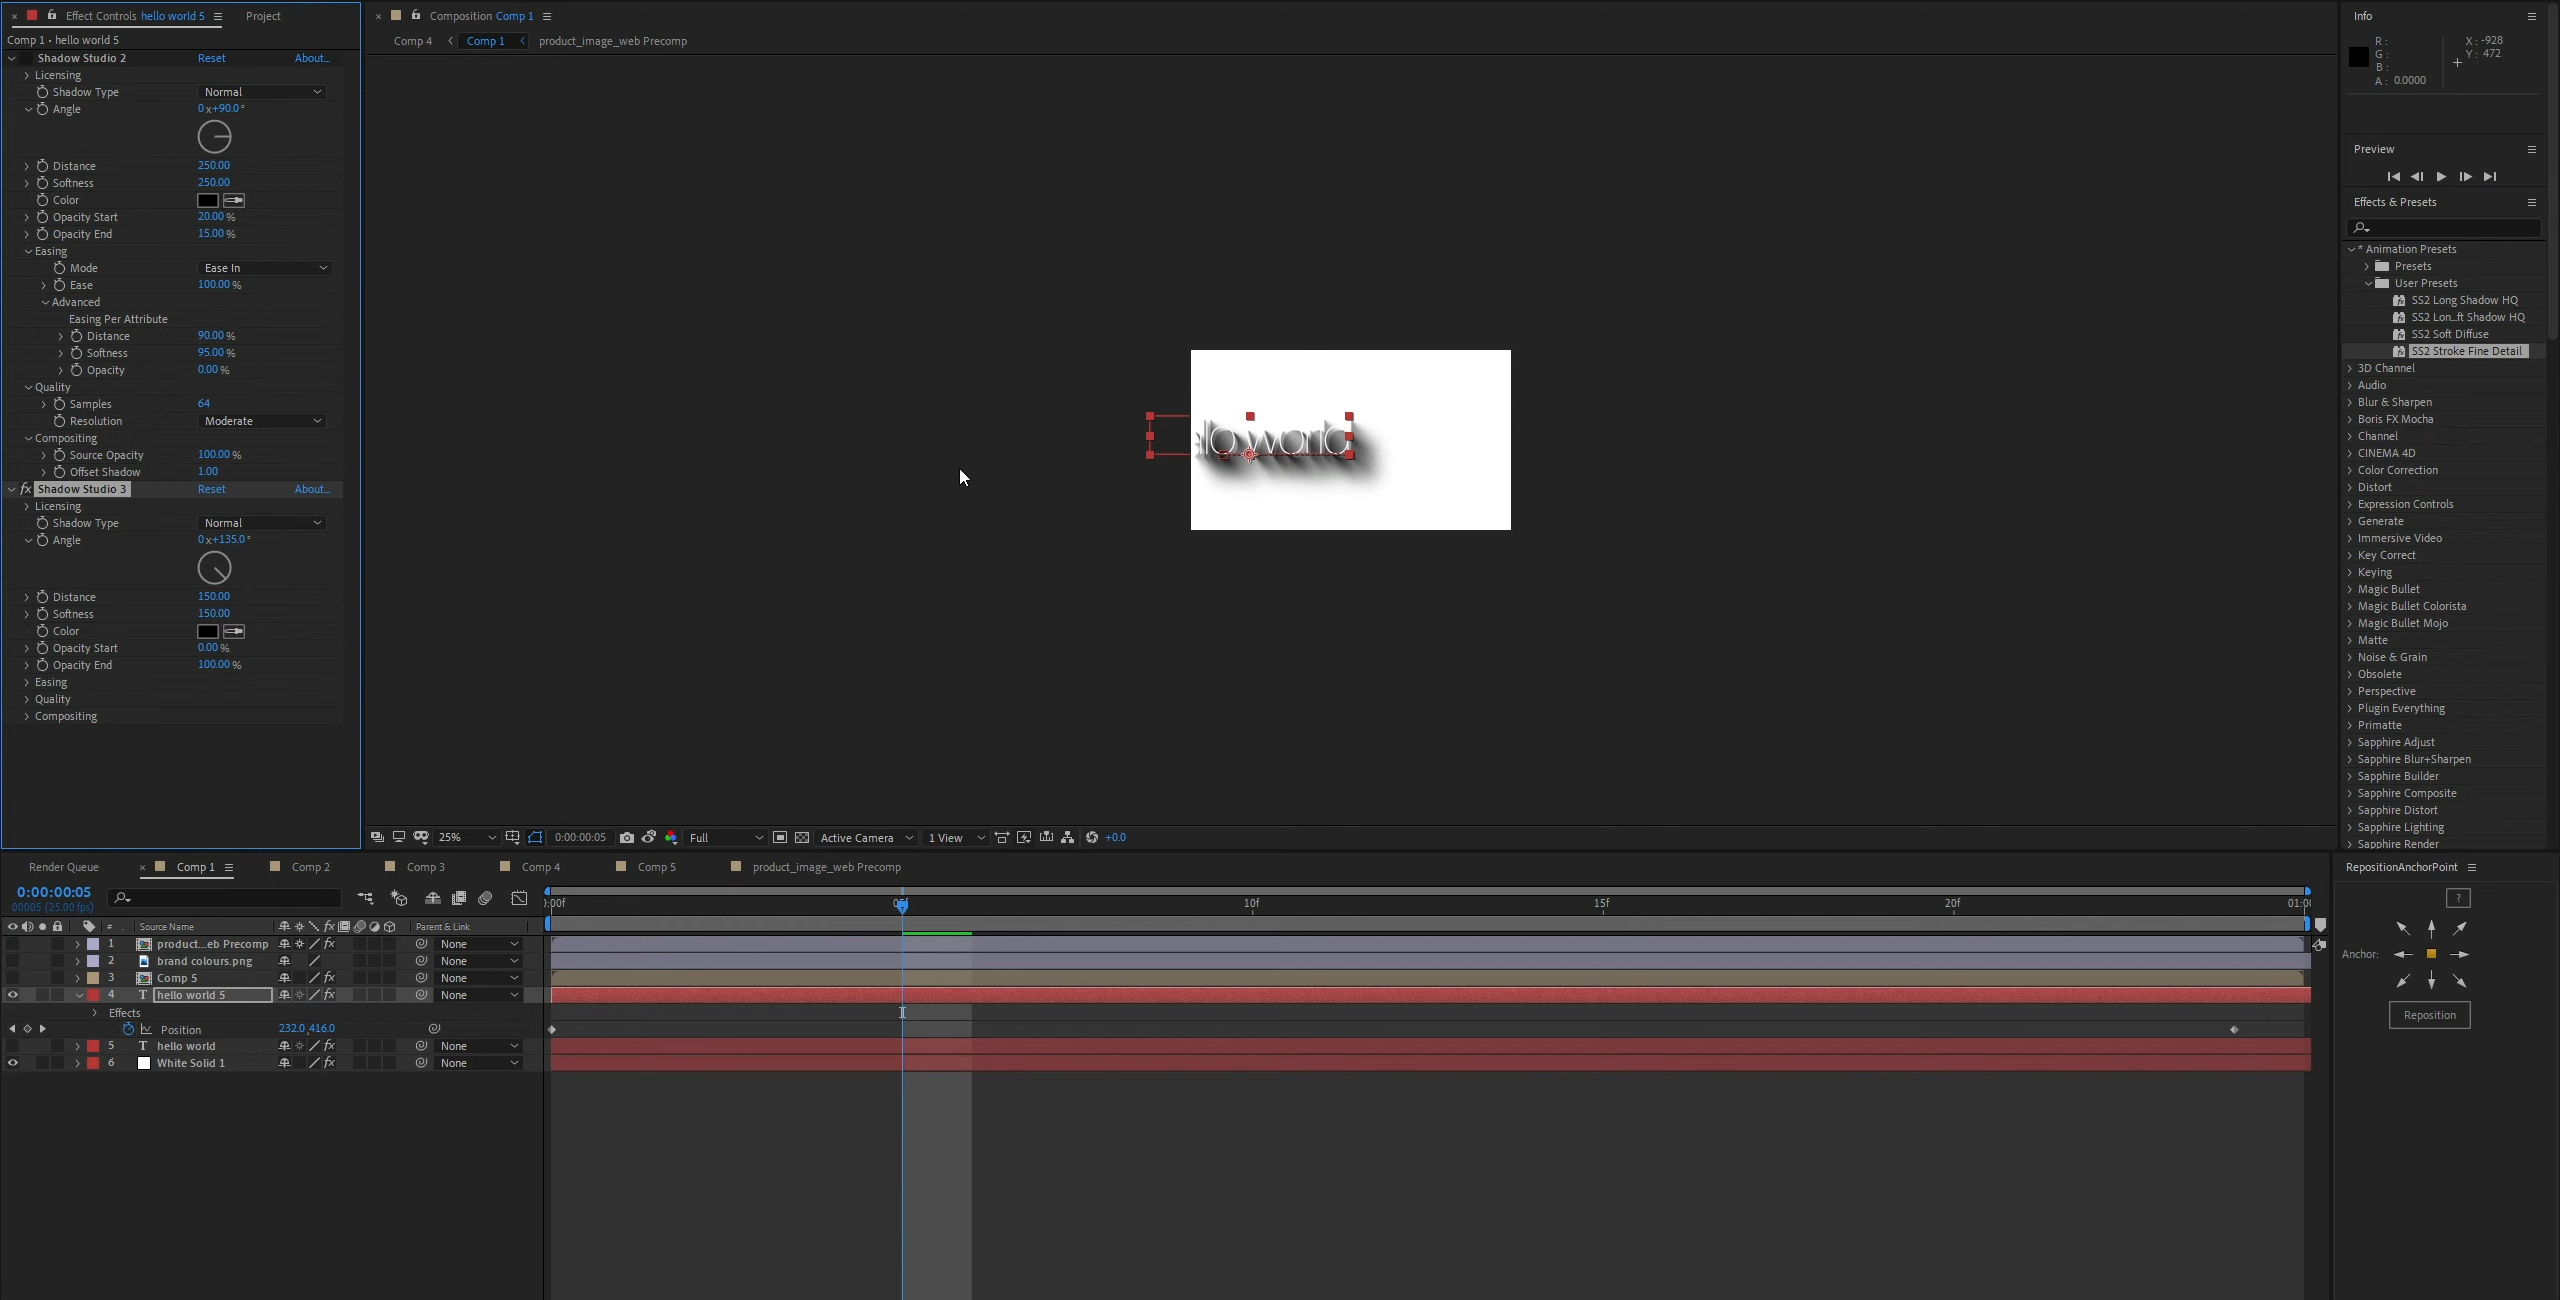 Effect Controls hello world 5
Project
Comp 1 • hello world 5
Shadow Studio 2 Reset About...
Licensing
Shadow Type Normal
Angle 0x+90.0°
Distance 250.00
Softness 250.00
Color
Opacity Start 20.00 %
Opacity End 15.00 %
Easing
Mode Ease In
Ease 100.00 %
Advanced
Easing Per Attribute
Distance 90.00 %
Softness 95.00 %
Opacity 0.00 %
Quality
Samples 64
Resolution Moderate
Compositing
Source Opacity 100.00 %
Offset Shadow 1.00
fx Shadow Studio 3 Reset About...
Licensing
Shadow Type Normal
Angle 0x+135.0°
Distance 150.00
Softness 150.00
Color
Opacity Start 0.00 %
Opacity End 100.00 %
Easing
Quality
Compositing
Composition Comp 1
Comp 4 Comp 1 product_image_web Precomp
llo world
25% 0:00:00:05 Full Active Camera 1 View +0.0
Info
R :
G :
B :
A : 0.0000
X : -928
Y : 472
Preview
Effects & Presets
* Animation Presets
Presets
User Presets
SS2 Long Shadow HQ
SS2 Lon...ft Shadow HQ
SS2 Soft Diffuse
SS2 Stroke Fine Detail
3D Channel
Audio
Blur & Sharpen
Boris FX Mocha
Channel
CINEMA 4D
Color Correction
Distort
Expression Controls
Generate
Immersive Video
Key Correct
Keying
Magic Bullet
Magic Bullet Colorista
Magic Bullet Mojo
Matte
Noise & Grain
Obsolete
Perspective
Plugin Everything
Primatte
Sapphire Adjust
Sapphire Blur+Sharpen
Sapphire Builder
Sapphire Composite
Sapphire Distort
Sapphire Lighting
Sapphire Render
Render Queue Comp 1 Comp 2 Comp 3 Comp 4 Comp 5 product_image_web Precomp
0:00:00:05
00005 (25.00 fps)
0:00f 05f 10f 15f 20f 01:00
# Source Name fx Parent & Link
1 product...eb Precomp None
2 brand colours.png None
3 Comp 5 fx None
4 T hello world 5 fx None
Effects
Position 232.0,416.0
5 T hello world fx None
6 White Solid 1 fx None
RepositionAnchorPoint
?
Anchor:
Reposition